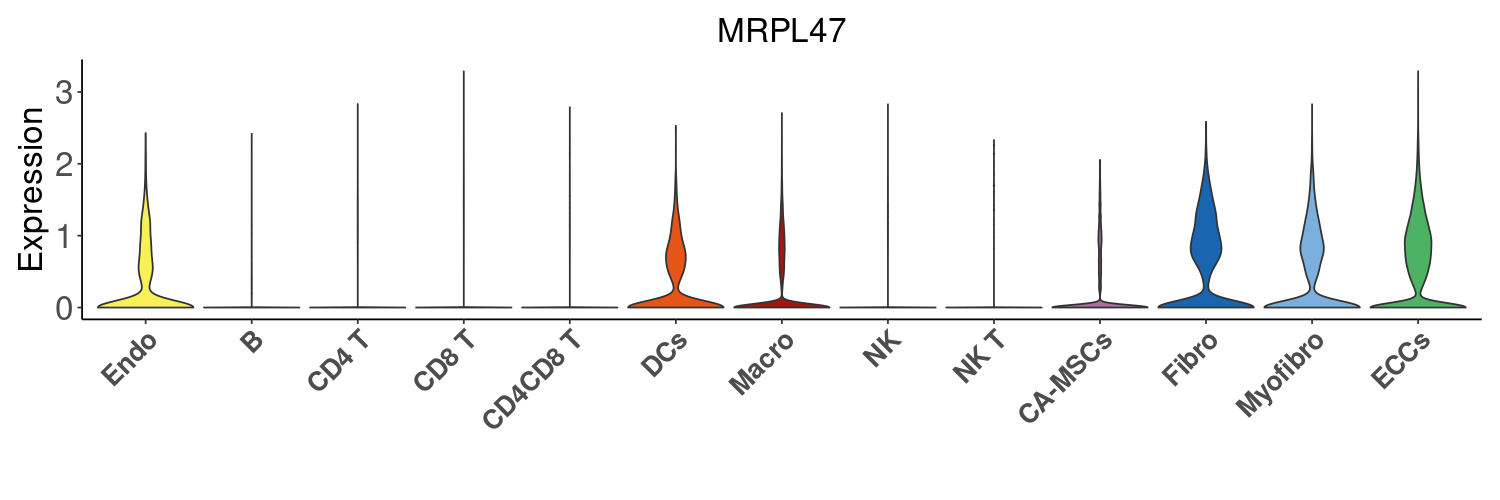 MRPL47
Expression
3
2
1
0
Endo
B
CD4 T
CD8 T
CD4CD8 T
DCs
Macro
NK
NK T
CA-MSCs
Fibro
Myofibro
ECCs